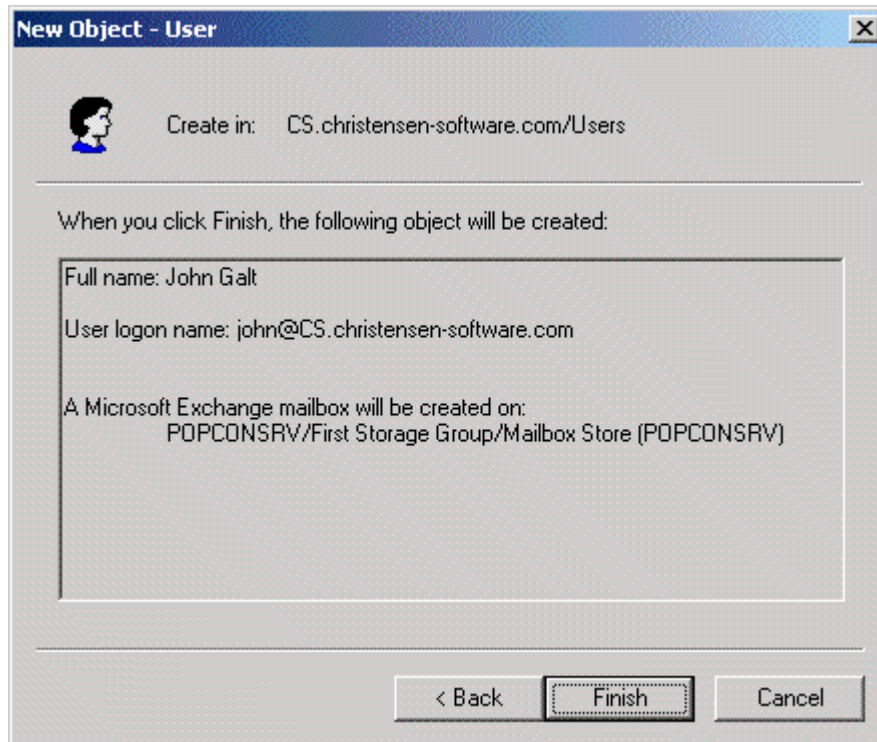 New Object - User
Create in: CS.christensen-software.com/Users
When you click Finish, the following object will be created:
Full name: John Galt
User logon name: john@CS.christensen-software.com
A Microsoft Exchange mailbox will be created on:
POPCONSRV/First Storage Group/Mailbox Store (POPCONSRV)
< Back Finish Cancel